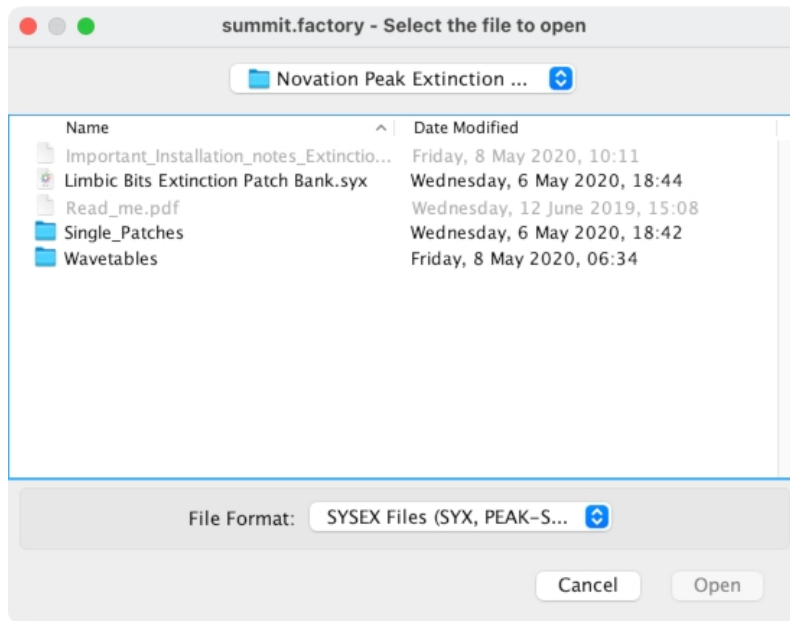 summit.factory - Select the file to open
Novation Peak Extinction ...
Name Date Modified
Important_Installation_notes_Extinctio... Friday, 8 May 2020, 10:11
Limbic Bits Extinction Patch Bank.syx Wednesday, 6 May 2020, 18:44
Read_me.pdf Wednesday, 12 June 2019, 15:08
Single_Patches Wednesday, 6 May 2020, 18:42
Wavetables Friday, 8 May 2020, 06:34
File Format: SYSEX Files (SYX, PEAK-S...
Cancel Open